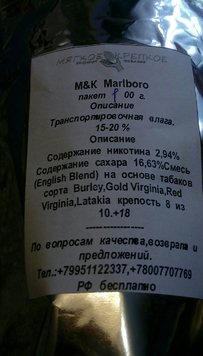 МЯГКОЕ КРЕПКОЕ
M&K Marlboro
пакет 100 г.
Описание
Транспортировочная влага.
15-20 %
Описание
Содержание никотина 2,94%
Содержание сахара 16,63%Смесь
(English Blend) на основе табаков
сорта Burley,Gold Virginia,Red
Virginia,Latakia крепость 8 из
10.+18
--------------
По вопросам качества,возврата и
предложений.
Тел.:+79951122337,+78007707769
РФ бесплатно